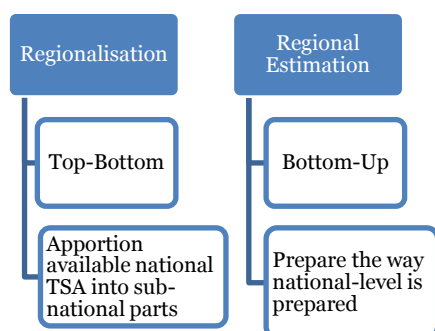 Regionalisation
Top-Bottom
Apportion
available national
TSA into sub-
national parts
Regional
Estimation
Bottom-Up
Prepare the way
national-level is
prepared